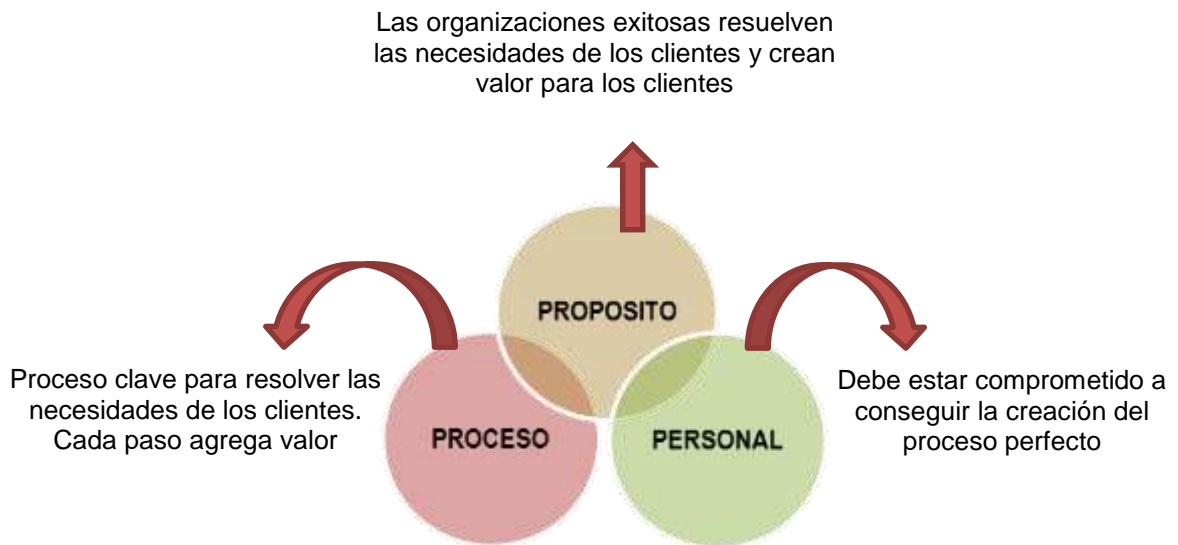 Las organizaciones exitosas resuelven
las necesidades de los clientes y crean
valor para los clientes
PROPOSITO
Proceso clave para resolver las
necesidades de los clientes.
Cada paso agrega valor
PROCESO
PERSONAL
Debe estar comprometido a
conseguir la creación del
proceso perfecto